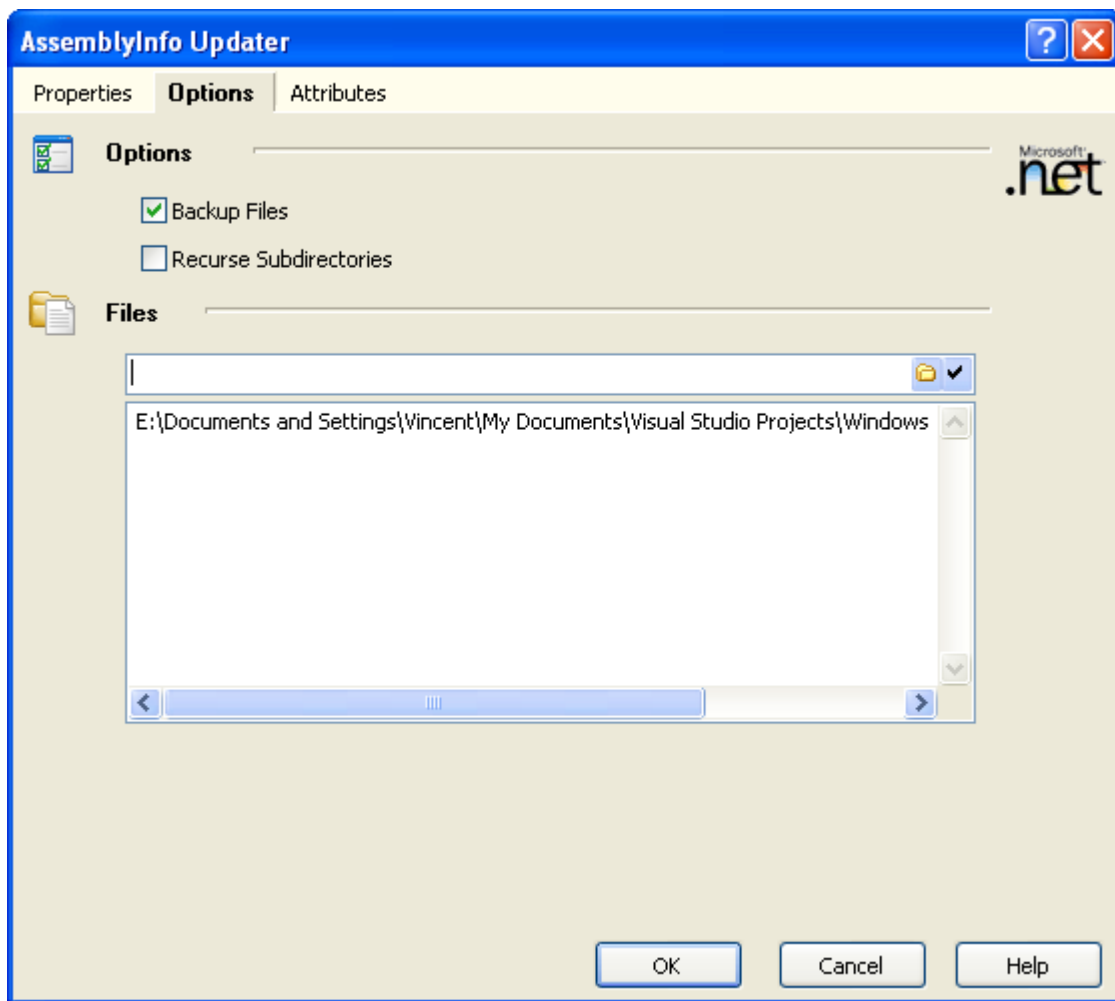 AssemblyInfo Updater
Properties Options Attributes
Options
Microsoft
.net
Backup Files
Recurse Subdirectories
Files
E:\Documents and Settings\Vincent\My Documents\Visual Studio Projects\Windows
OK Cancel Help